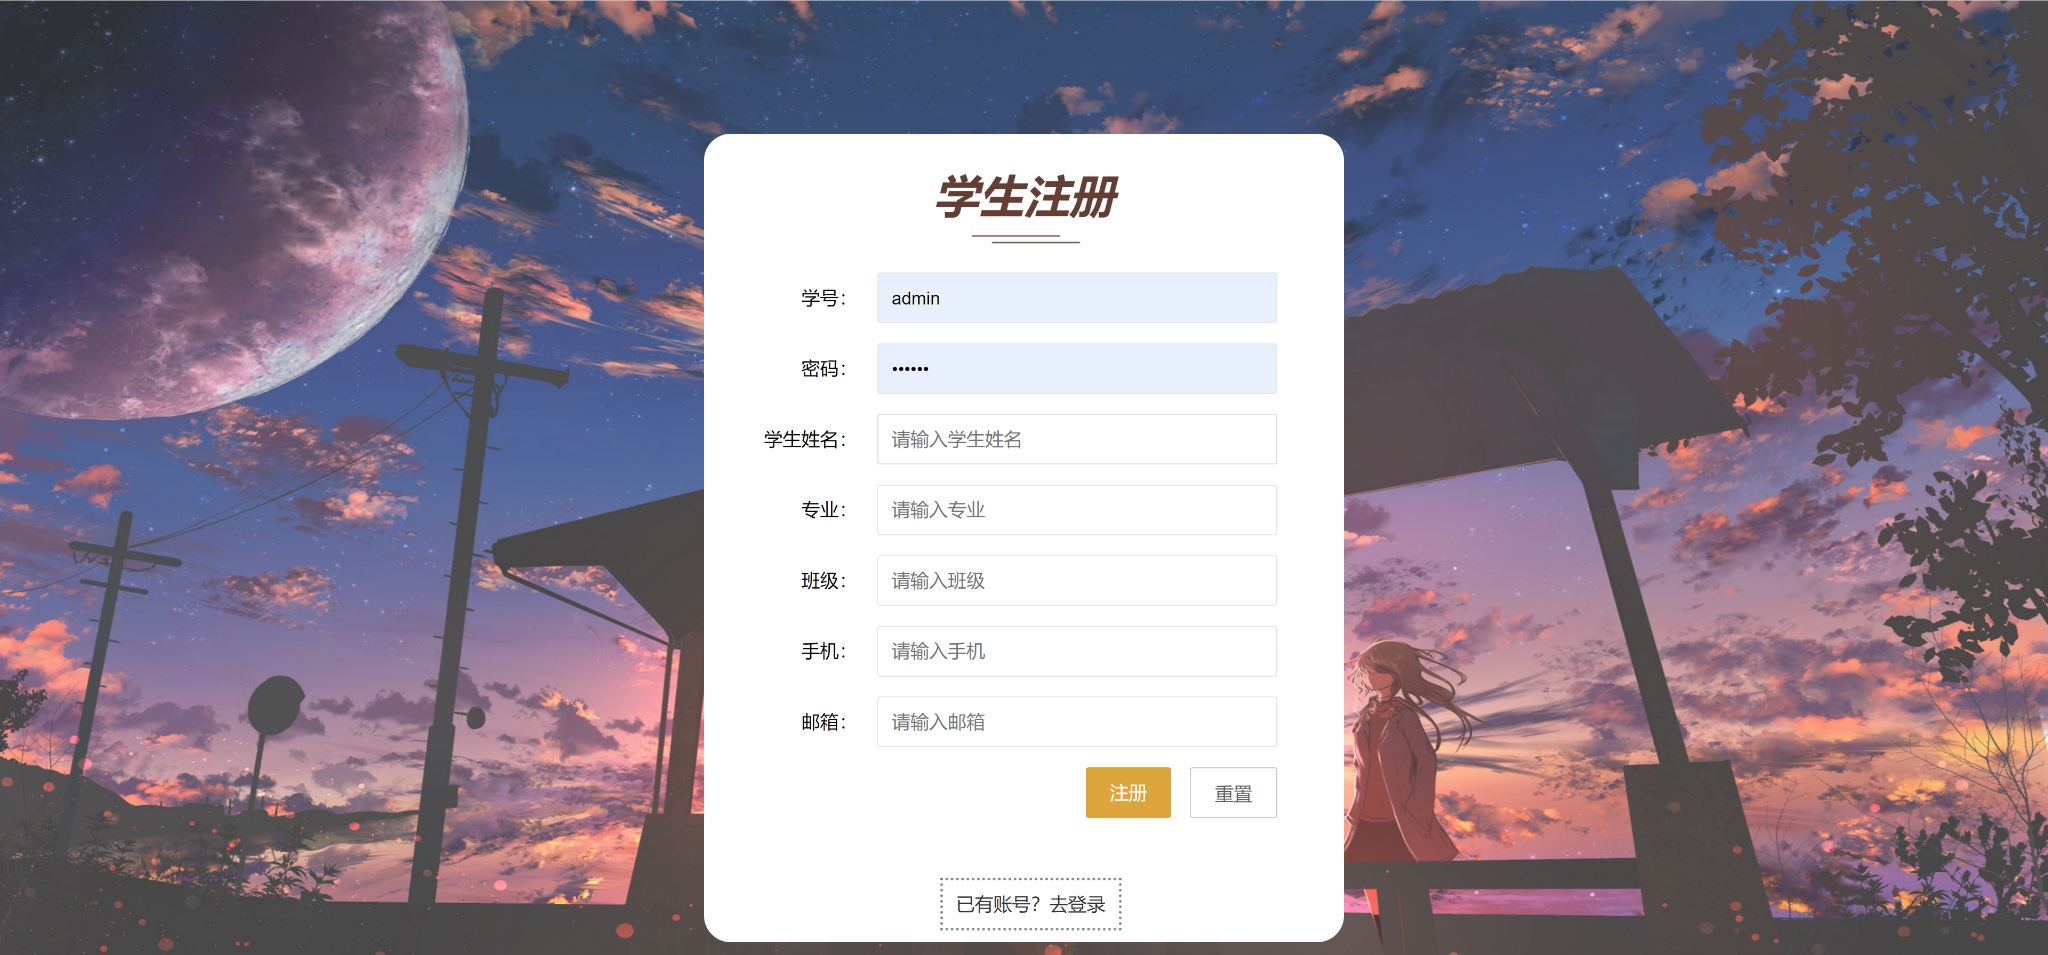 学生注册
学号： admin
密码： ••••••
学生姓名： 请输入学生姓名
专业： 请输入专业
班级： 请输入班级
手机： 请输入手机
邮箱： 请输入邮箱
注册 重置
已有账号？去登录